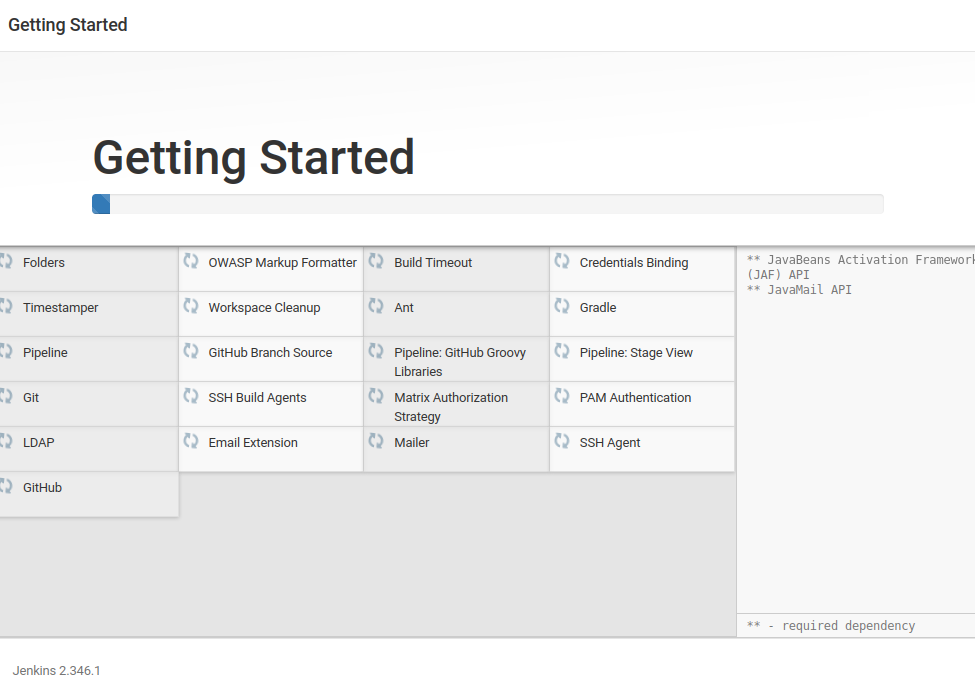 Getting Started
Getting Started
Folders
OWASP Markup Formatter
Build Timeout
Credentials Binding
Timestamper
Workspace Cleanup
Ant
Gradle
Pipeline
GitHub Branch Source
Pipeline: GitHub Groovy
Libraries
Pipeline: Stage View
Git
SSH Build Agents
Matrix Authorization
Strategy
PAM Authentication
LDAP
Email Extension
Mailer
SSH Agent
GitHub
** JavaBeans Activation Framework
(JAF) API
** JavaMail API
** - required dependency
Jenkins 2.346.1